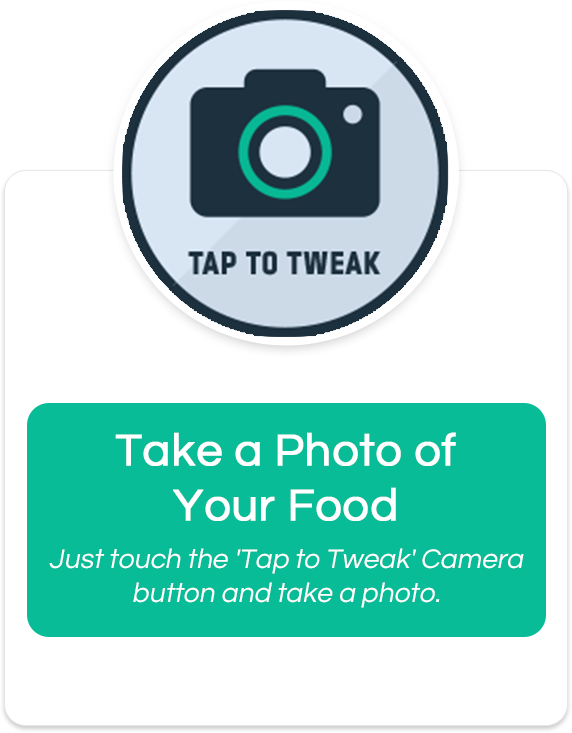 TAP TO TWEAK
Take a Photo of
Your Food
Just touch the 'Tap to Tweak' Camera
button and take a photo.